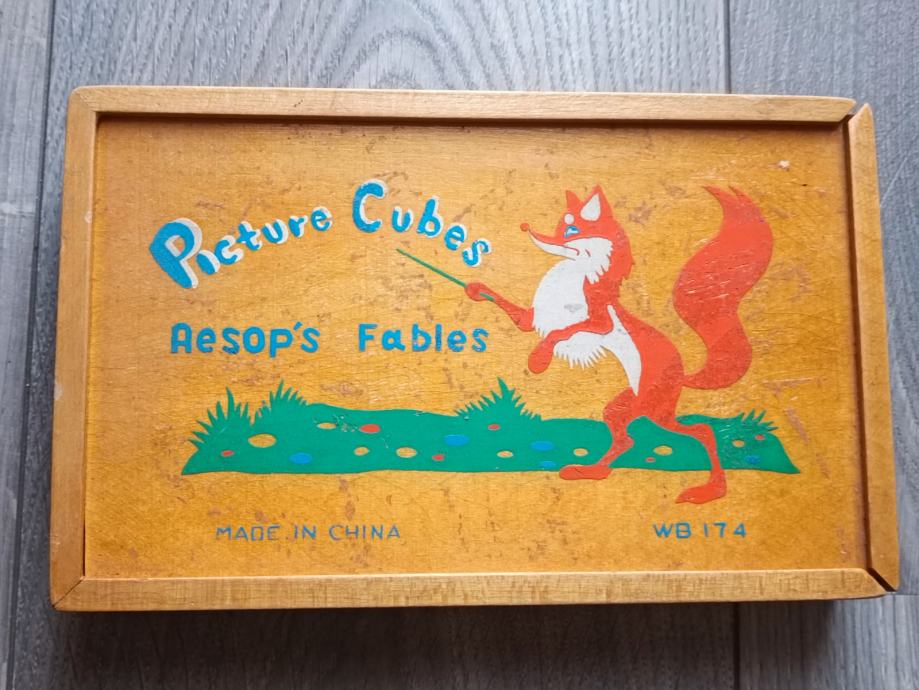 Picture Cubes
Aesop's Fables
MADE IN CHINA WB 174